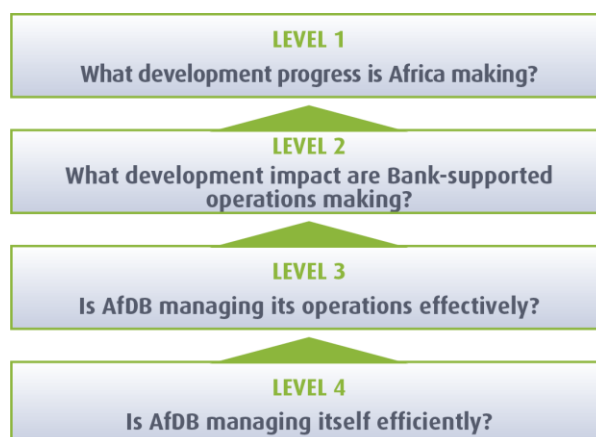 LEVEL 1
What development progress is Africa making?
LEVEL 2
What development impact are Bank-supported
operations making?
LEVEL 3
Is AfDB managing its operations effectively?
LEVEL 4
Is AfDB managing itself efficiently?